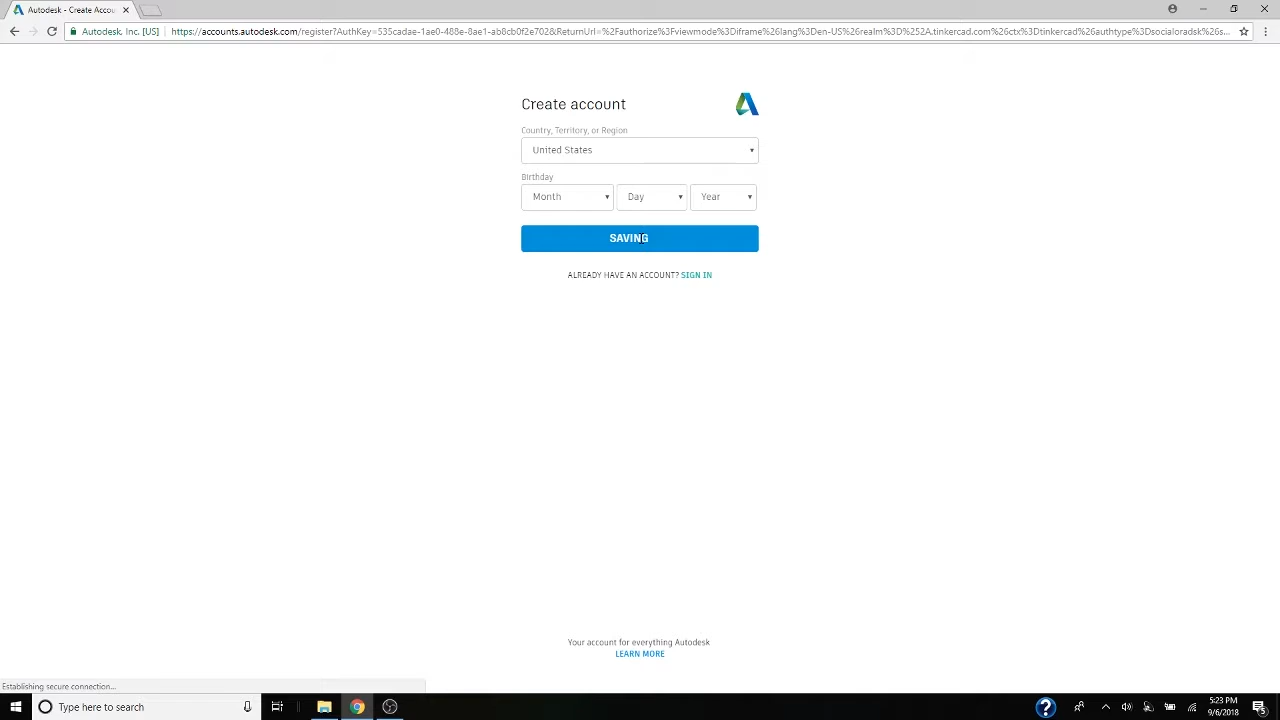 Autodesk - Create Accou
Autodesk, Inc. [US]
https://accounts.autodesk.com/register?AuthKey=535cadae-1ae0-488e-8ae1-ab8cb0f2e702&ReturnUrl=%2Fauthorize%3Fviewmode%3Diframe%26lang%3Den-US%26realm%3D%252A.tinkercad.com%26ctx%3Dtinkercad%26authtype%3Dsocialoradsk%26s...
Create account
Country, Territory, or Region
United States
Birthday
Month
Day
Year
SAVING
ALREADY HAVE AN ACCOUNT? SIGN IN
Your account for everything Autodesk
LEARN MORE
Establishing secure connection...
Type here to search
5:23 PM
9/6/2018